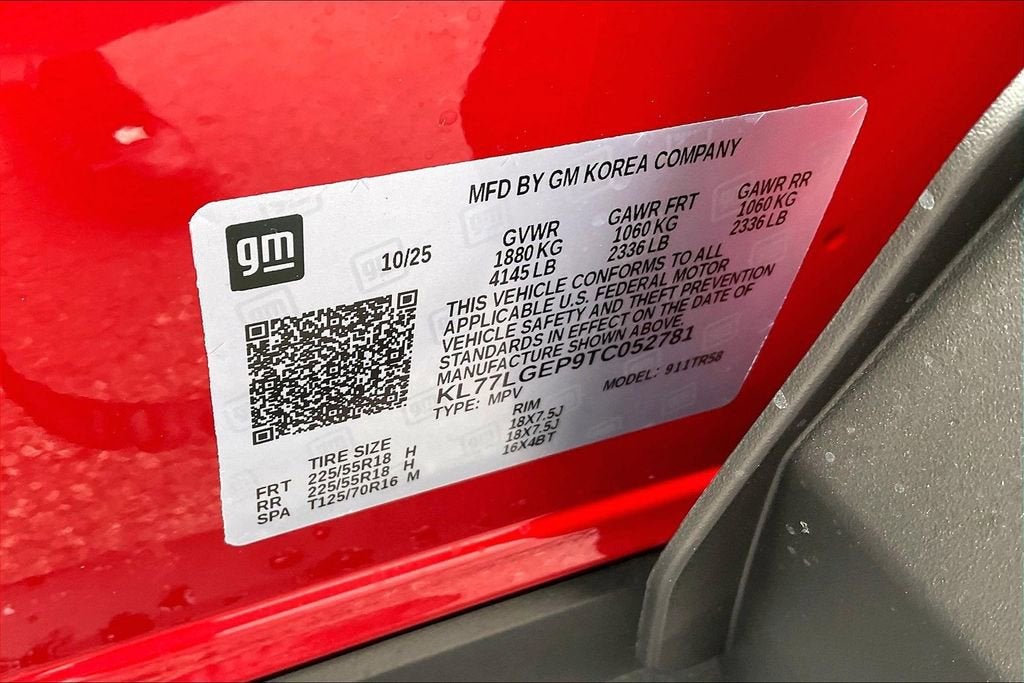 MFD BY GM KOREA COMPANY
gm
10/25
GVWR GAWR FRT GAWR RR
1880 KG 1060 KG 1060 KG
4145 LB 2336 LB 2336 LB
THIS VEHICLE CONFORMS TO ALL
APPLICABLE U.S. FEDERAL MOTOR
VEHICLE SAFETY AND THEFT PREVENTION
STANDARDS IN EFFECT ON THE DATE OF
MANUFACTURE SHOWN ABOVE.
KL77LGEP9TC052781
TYPE: MPV MODEL: 911TR58
TIRE SIZE RIM
FRT 225/55R18 H 18X7.5J
RR 225/55R18 H 18X7.5J
SPA T125/70R16 M 16X4BT